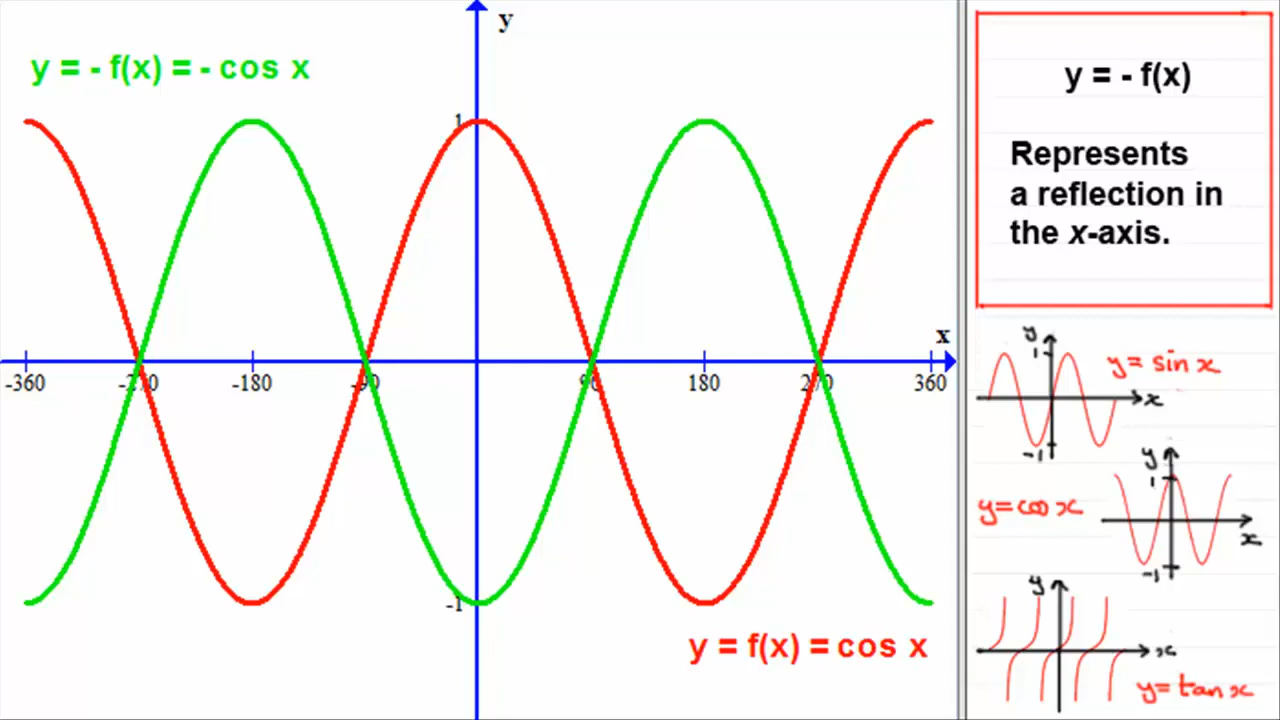 y
y = - f(x) = - cos x
1
x
-360 -270 -180 -90 90 180 270 360
-1
y = f(x) = cos x
y = - f(x)
Represents
a reflection in
the x-axis.
y
1
y = sin x
x
-1
y
1
y = cos x
x
-1
y
x
y = tan x